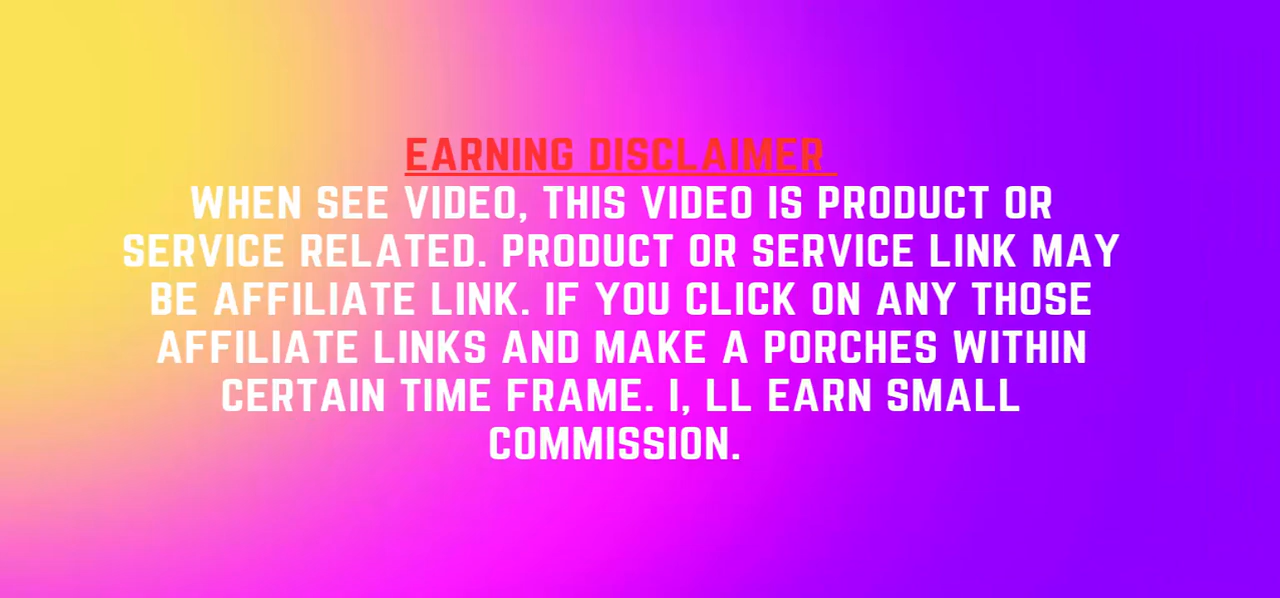 EARNING DISCLAIMER
WHEN SEE VIDEO, THIS VIDEO IS PRODUCT OR
SERVICE RELATED. PRODUCT OR SERVICE LINK MAY
BE AFFILIATE LINK. IF YOU CLICK ON ANY THOSE
AFFILIATE LINKS AND MAKE A PORCHES WITHIN
CERTAIN TIME FRAME. I, LL EARN SMALL
COMMISSION.